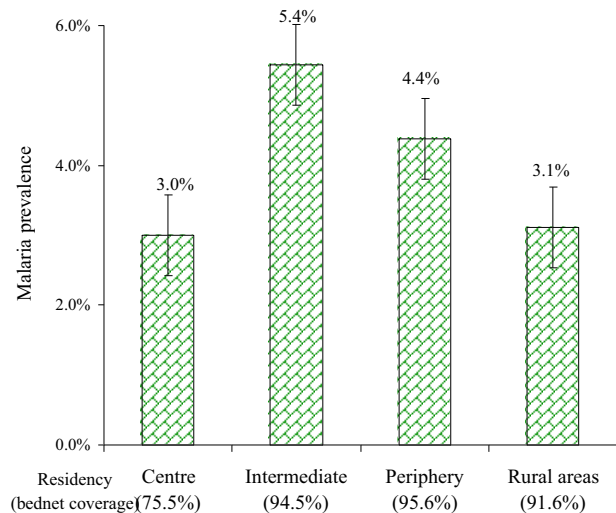 Malaria prevalence
6.0%
4.0%
2.0%
0.0%
3.0%
5.4%
4.4%
3.1%
Residency Centre Intermediate Periphery Rural areas
(bednet coverage) (75.5%) (94.5%) (95.6%) (91.6%)